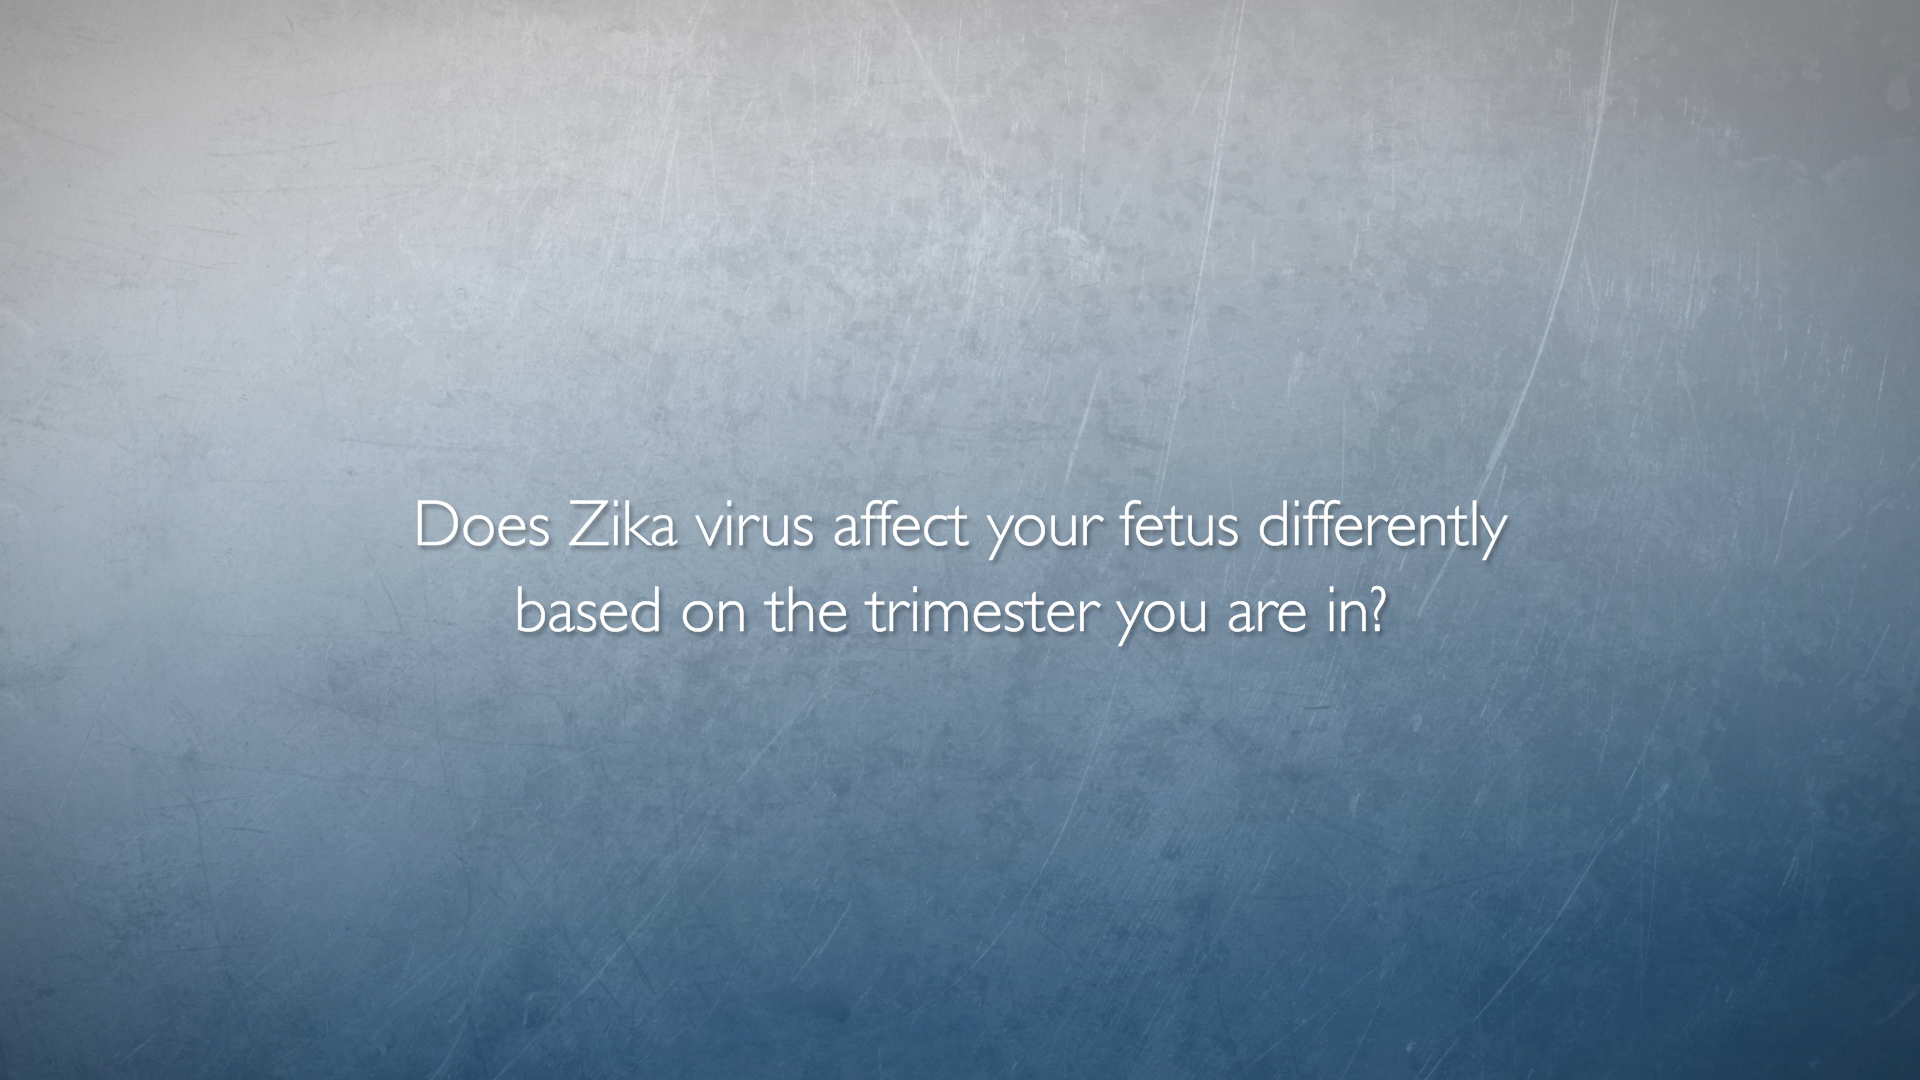 Does Zika virus affect your fetus differently
based on the trimester you are in?